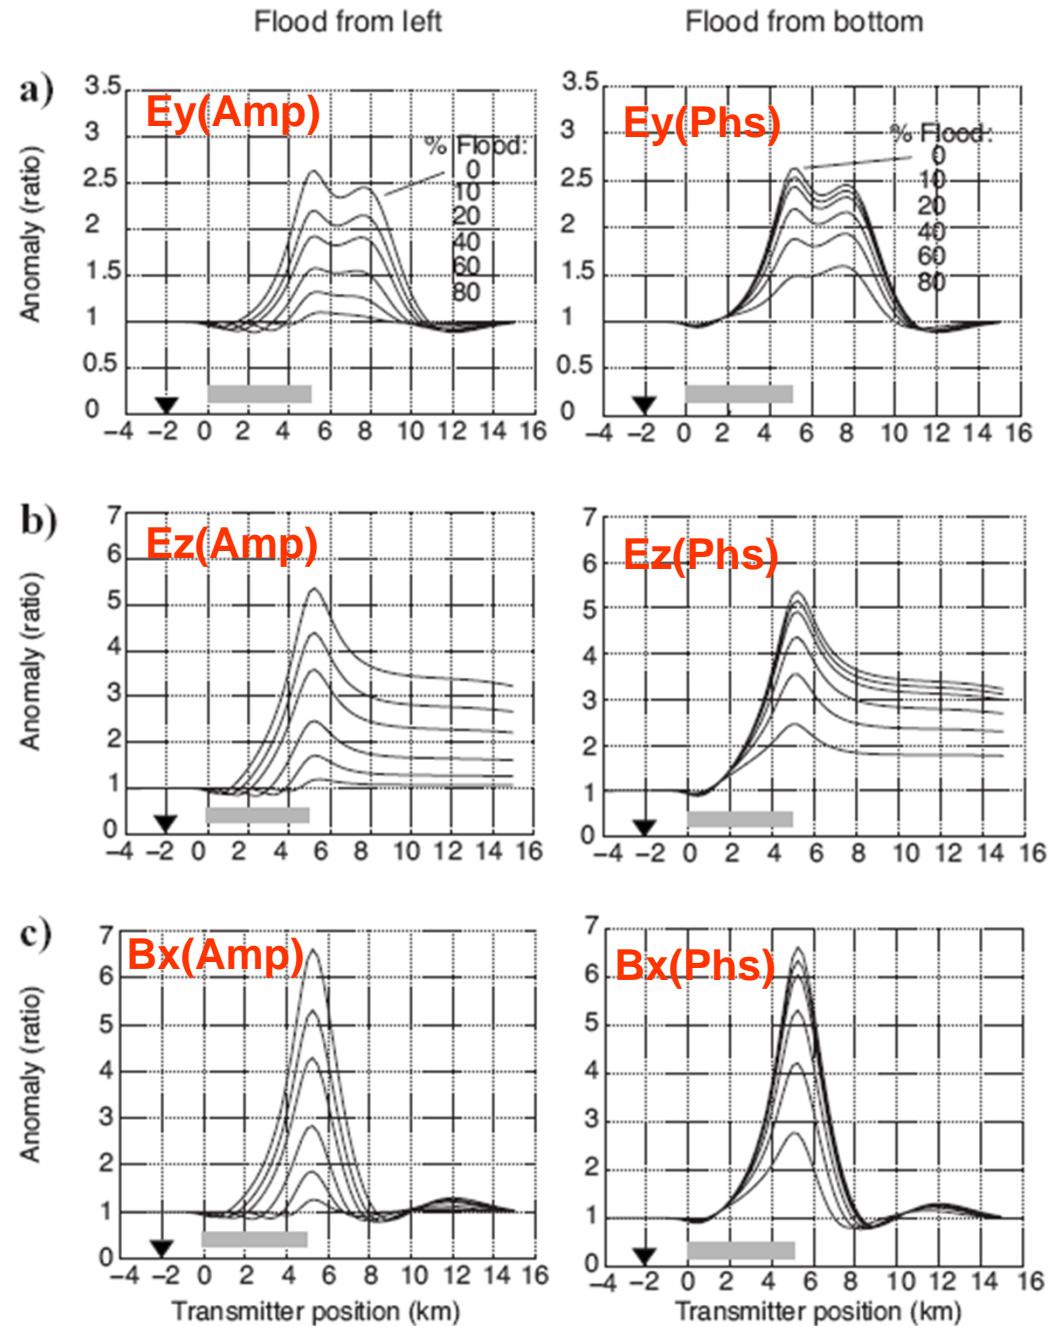 Flood from left
Flood from bottom
a)
Anomaly (ratio)
3.5
3
2.5
2
1.5
1
0.5
0
Ey(Amp)
% Flood:
0
10
20
40
60
80
−4 −2 0 2 4 6 8 10 12 14 16
3.5
3
2.5
2
1.5
1
0.5
0
Ey(Phs)
% Flood:
0
10
20
40
60
80
−4 −2 0 2 4 6 8 10 12 14 16
b)
Anomaly (ratio)
7
6
5
4
3
2
1
0
Ez(Amp)
−4 −2 0 2 4 6 8 10 12 14 16
7
6
5
4
3
2
1
0
Ez(Phs)
−4 −2 0 2 4 6 8 10 12 14 16
c)
Anomaly (ratio)
7
6
5
4
3
2
1
0
Bx(Amp)
−4 −2 0 2 4 6 8 10 12 14 16
Transmitter position (km)
7
6
5
4
3
2
1
0
Bx(Phs)
−4 −2 0 2 4 6 8 10 12 14 16
Transmitter position (km)